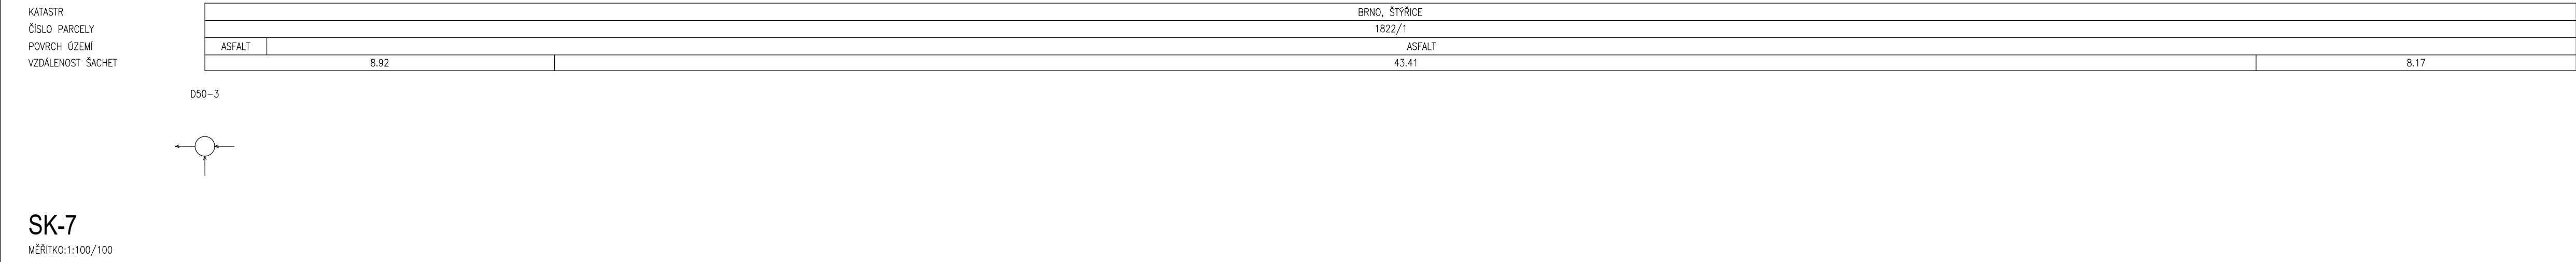 KATASTR BRNO, ŠTÝŘICE
ČÍSLO PARCELY 1822/1
POVRCH ÚZEMÍ ASFALT ASFALT
VZDÁLENOST ŠACHET 8.92 43.41 8.17
D50-3
SK-7
MĚŘÍTKO:1:100/100